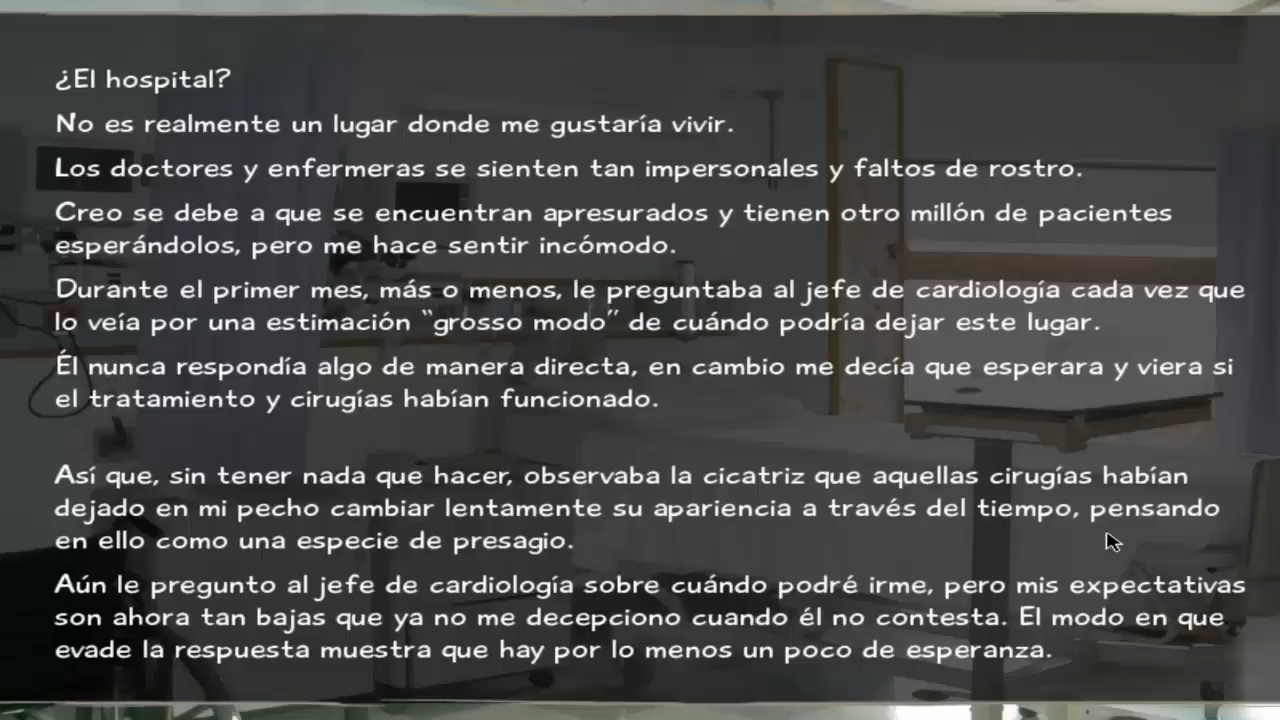 ¿El hospital?
No es realmente un lugar donde me gustaría vivir.
Los doctores y enfermeras se sienten tan impersonales y faltos de rostro.
Creo se debe a que se encuentran apresurados y tienen otro millón de pacientes
esperándolos, pero me hace sentir incómodo.
Durante el primer mes, más o menos, le preguntaba al jefe de cardiología cada vez que
lo veía por una estimación “grosso modo” de cuándo podría dejar este lugar.
Él nunca respondía algo de manera directa, en cambio me decía que esperara y viera si
el tratamiento y cirugías habían funcionado.
Así que, sin tener nada que hacer, observaba la cicatriz que aquellas cirugías habían
dejado en mi pecho cambiar lentamente su apariencia a través del tiempo, pensando
en ello como una especie de presagio.
Aún le pregunto al jefe de cardiología sobre cuándo podré irme, pero mis expectativas
son ahora tan bajas que ya no me decepciono cuando él no contesta. El modo en que
evade la respuesta muestra que hay por lo menos un poco de esperanza.